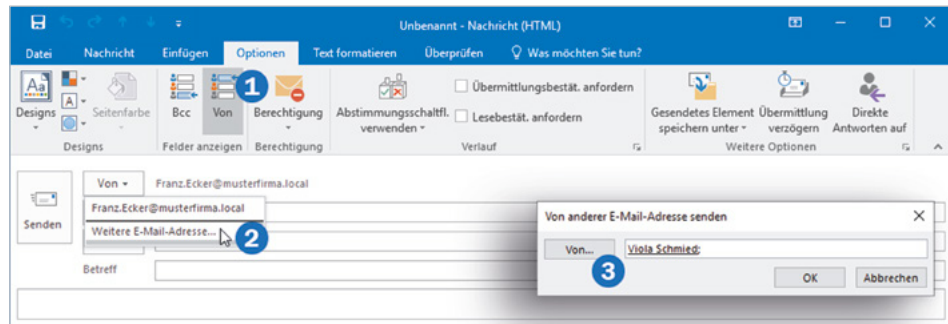 Unbenannt - Nachricht (HTML)
Datei Nachricht Einfügen Optionen Text formatieren Überprüfen Was möchten Sie tun?
1
Aa
A
Designs Seitenfarbe Bcc Von Berechtigung Abstimmungsschaltfl. verwenden
Übermittlungsbestät. anfordern
Lesebestät. anfordern
Gesendetes Element speichern unter Übermittlung verzögern Direkte Antworten auf
Designs Felder anzeigen Berechtigung Verlauf Weitere Optionen
Senden
Von Franz.Ecker@musterfirma.local
Franz.Ecker@musterfirma.local
Weitere E-Mail-Adresse...
2
Betreff
Von anderer E-Mail-Adresse senden
Von... Viola Schmied;
3
OK Abbrechen